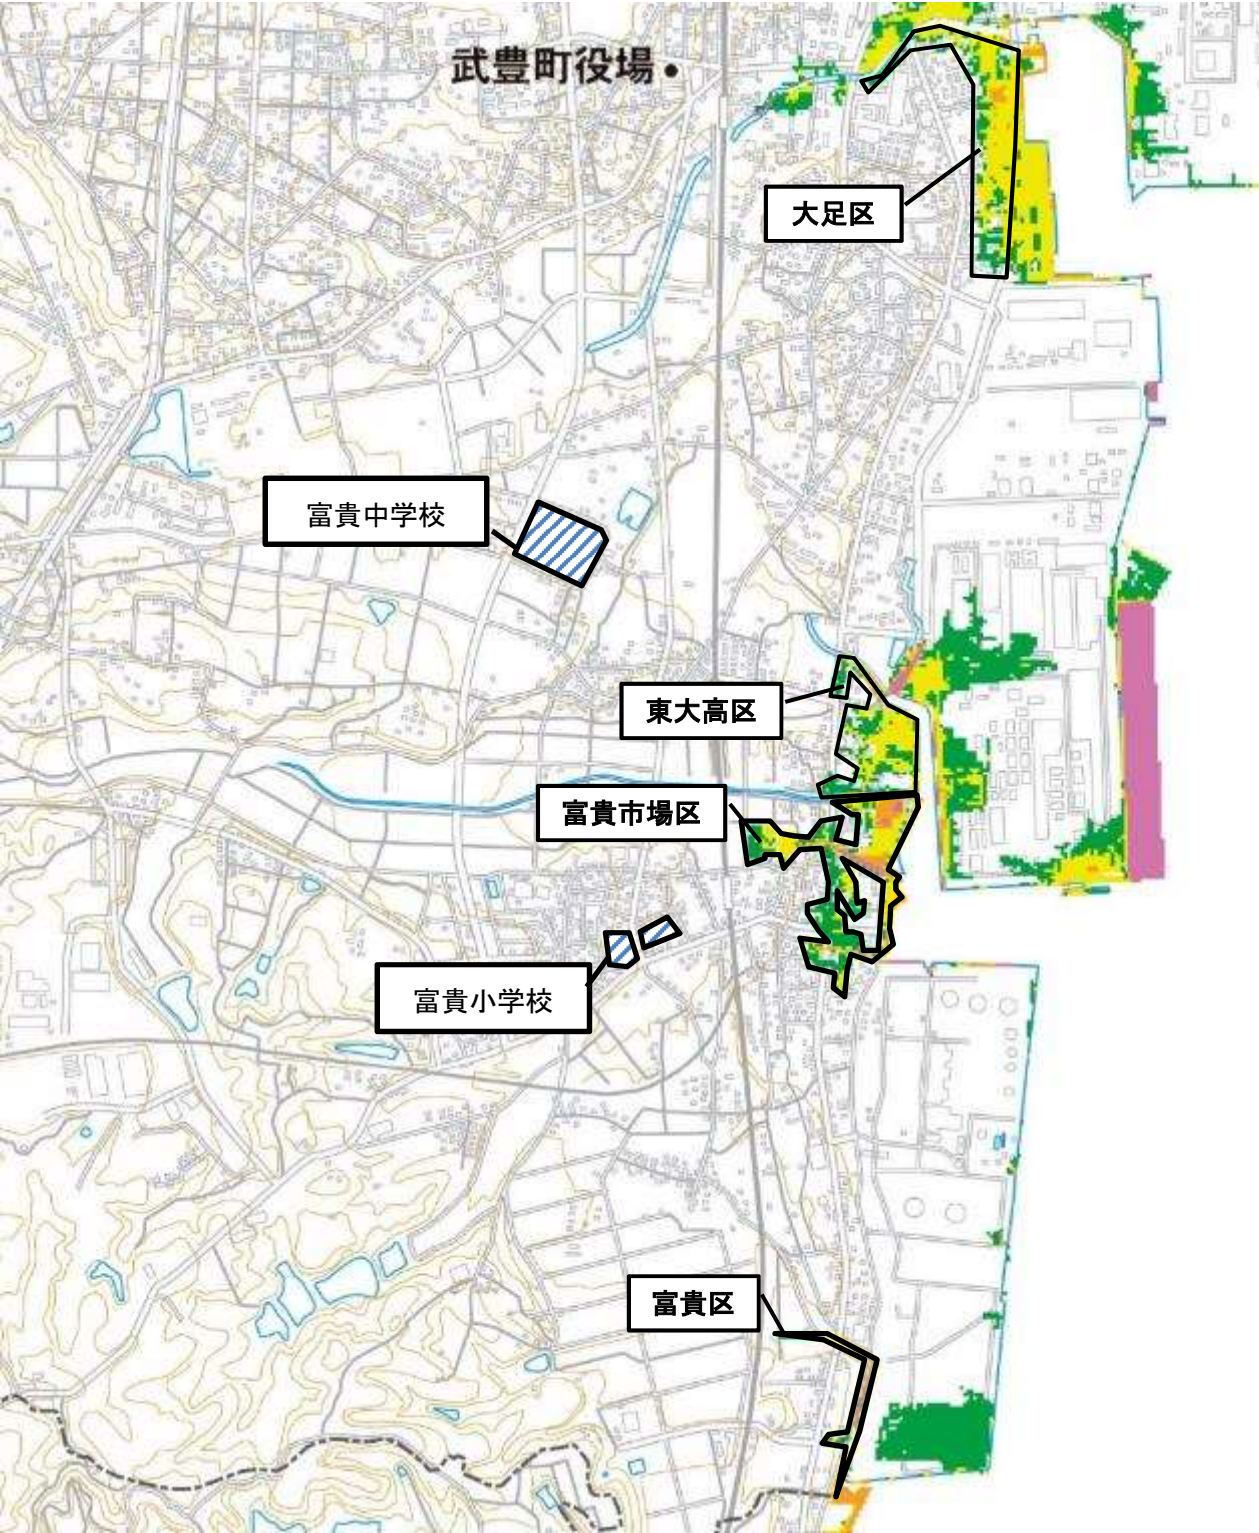 武豊町役場
大足区
富貴中学校
東大高区
富貴市場区
富貴小学校
富貴区